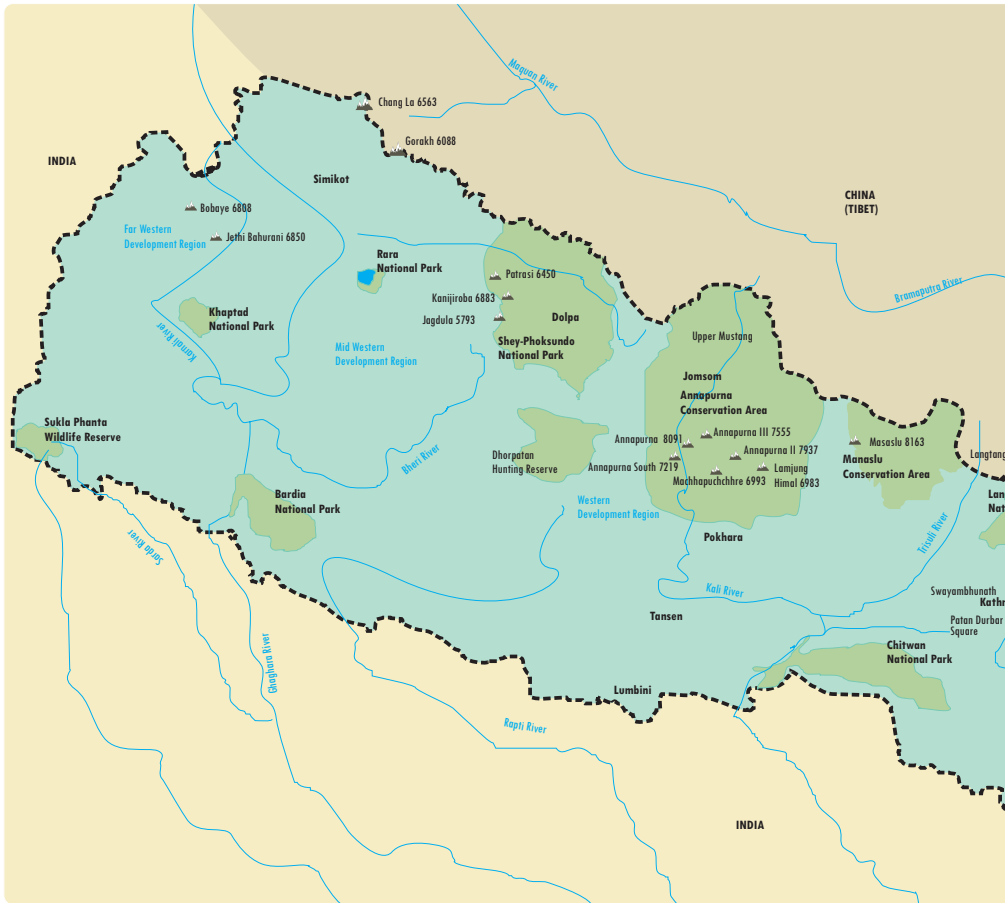 Maquan River
Chang La 6563
Gorakh 6088
INDIA
Simikot
CHINA
(TIBET)
Bobaye 6808
Far Western
Development Region
Jethi Bahurani 6850
Rara
National Park
Patrasi 6450
Kanijiroba 6883
Jagdula 5793
Dolpa
Shey-Phoksundo
National Park
Bramaputra River
Khaptad
National Park
Karnali River
Mid Western
Development Region
Upper Mustang
Jomsom
Annapurna
Conservation Area
Sukla Phanta
Wildlife Reserve
Bheri River
Dhorpatan
Hunting Reserve
Annapurna 8091
Annapurna III 7555
Annapurna II 7937
Annapurna South 7219
Machhapuchchhre 6993
Lamjung
Himal 6983
Masaslu 8163
Manaslu
Conservation Area
Langtang
Lan
Nat
Bardia
National Park
Western
Development Region
Pokhara
Trisuli River
Sarda River
Kali River
Swayambhunath
Kathm
Patan Durbar
Square
Tansen
Chitwan
National Park
Ghaghara River
Lumbini
Rapti River
INDIA